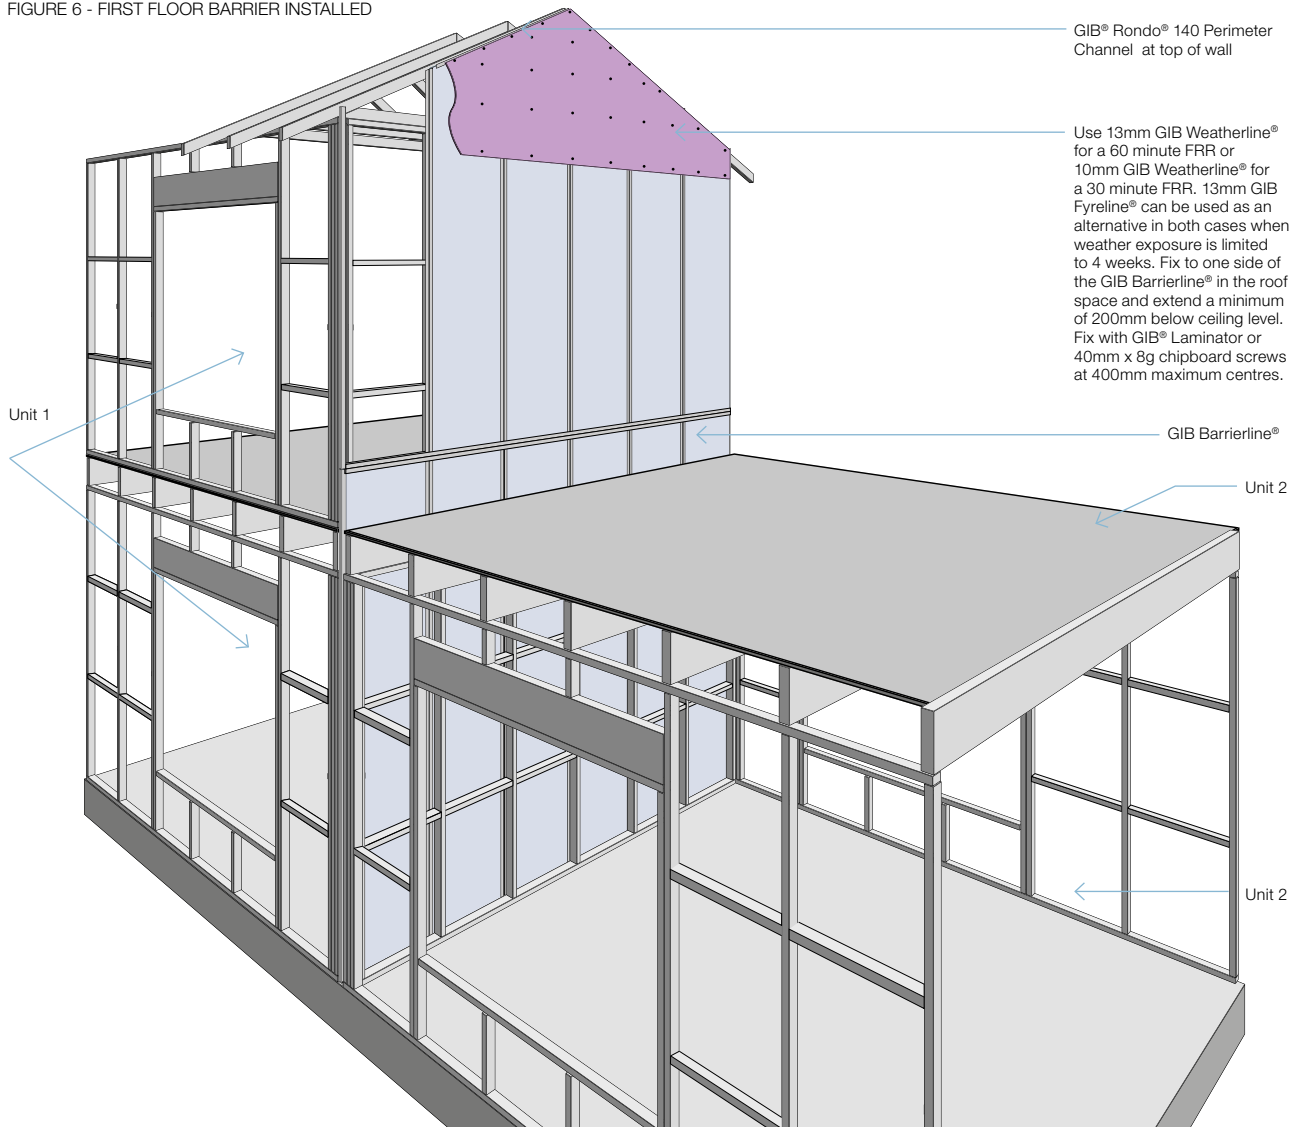 FIGURE 6 - FIRST FLOOR BARRIER INSTALLED
GIB® Rondo® 140 Perimeter
Channel at top of wall
Use 13mm GIB Weatherline®
for a 60 minute FRR or
10mm GIB Weatherline® for
a 30 minute FRR. 13mm GIB
Fyreline® can be used as an
alternative in both cases when
weather exposure is limited
to 4 weeks. Fix to one side of
the GIB Barrierline® in the roof
space and extend a minimum
of 200mm below ceiling level.
Fix with GIB® Laminator or
40mm x 8g chipboard screws
at 400mm maximum centres.
Unit 1
GIB Barrierline®
Unit 2
Unit 2